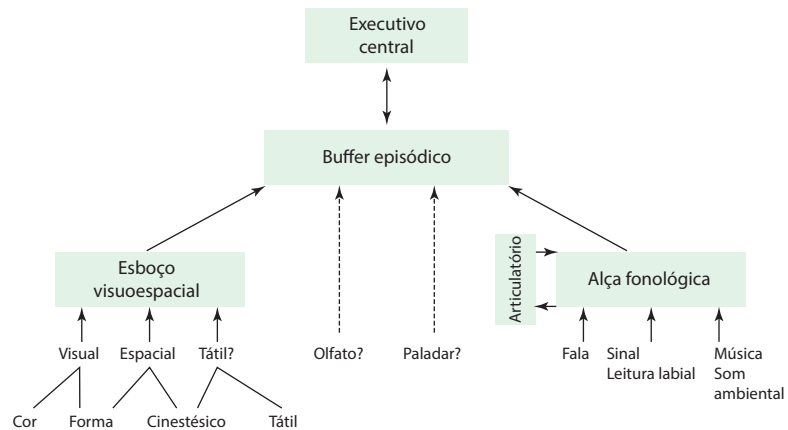 Executivo
central
Buffer episódico
Esboço
visuoespacial
Articulatório
Alça fonológica
Visual
Espacial
Tátil?
Olfato?
Paladar?
Fala
Sinal
Leitura labial
Música
Som
ambiental
Cor
Forma
Cinestésico
Tátil